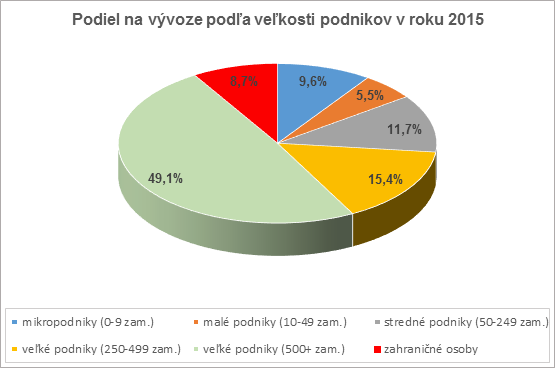 Podiel na vývoze podľa veľkosti podnikov v roku 2015
8,7%
9,6%
5,5%
11,7%
15,4%
49,1%
mikropodniky (0-9 zam.)
malé podniky (10-49 zam.)
stredné podniky (50-249 zam.)
veľké podniky (250-499 zam.)
veľké podniky (500+ zam.)
zahraničné osoby